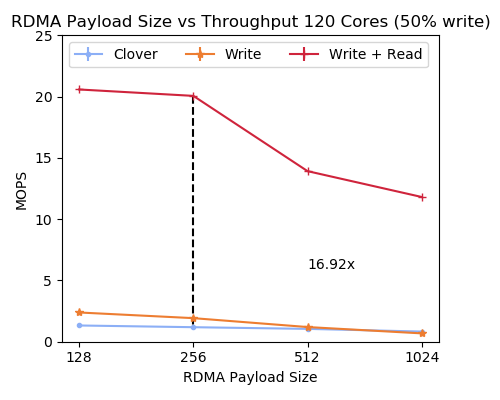 RDMA Payload Size vs Throughput 120 Cores (50% write)
Clover Write Write + Read
25
20
15
10
5
0
MOPS
16.92x
128 256 512 1024
RDMA Payload Size